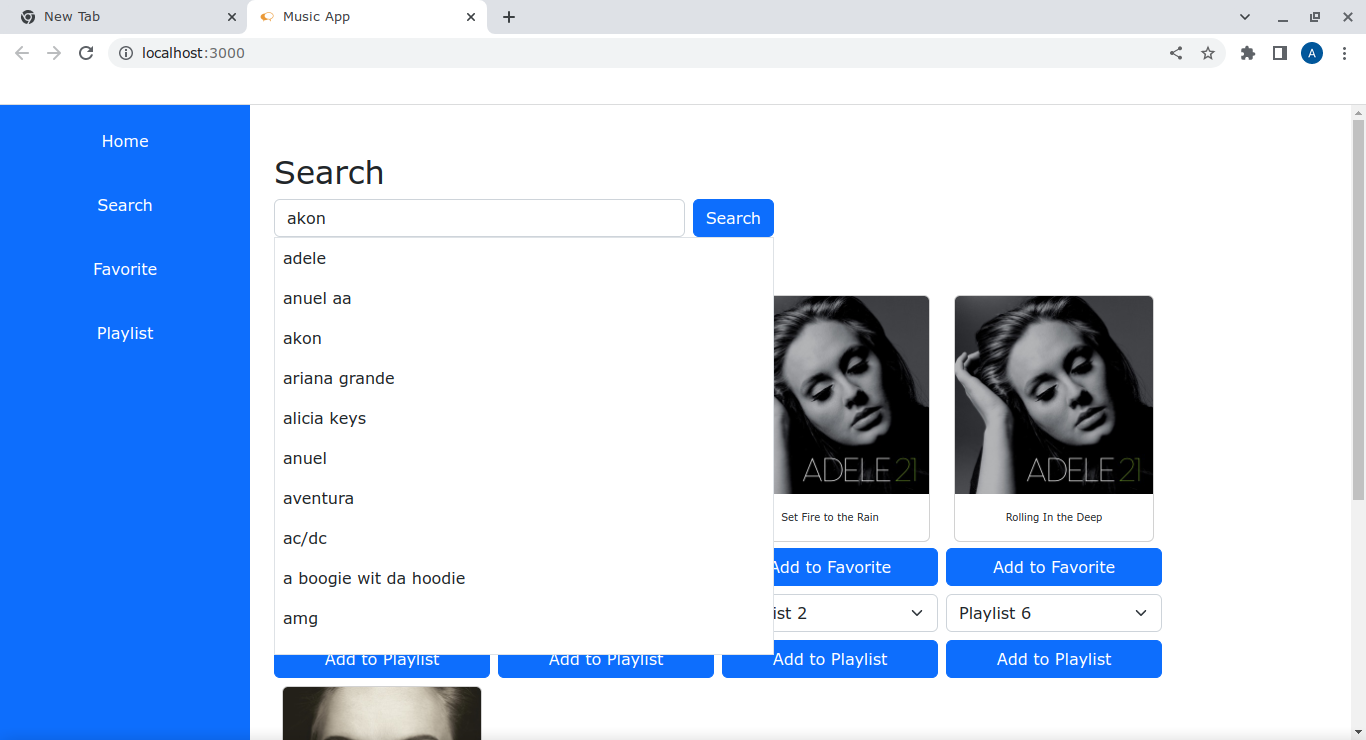 New Tab
Music App
localhost:3000
A
Home
Search
Favorite
Playlist
Search
akon
Search
adele
anuel aa
akon
ariana grande
alicia keys
anuel
aventura
ac/dc
a boogie wit da hoodie
amg
ADELE 21
ADELE 21
Set Fire to the Rain
Rolling In the Deep
Add to Favorite
Add to Favorite
ist 2
Playlist 6
Add to Playlist
Add to Playlist
Add to Playlist
Add to Playlist